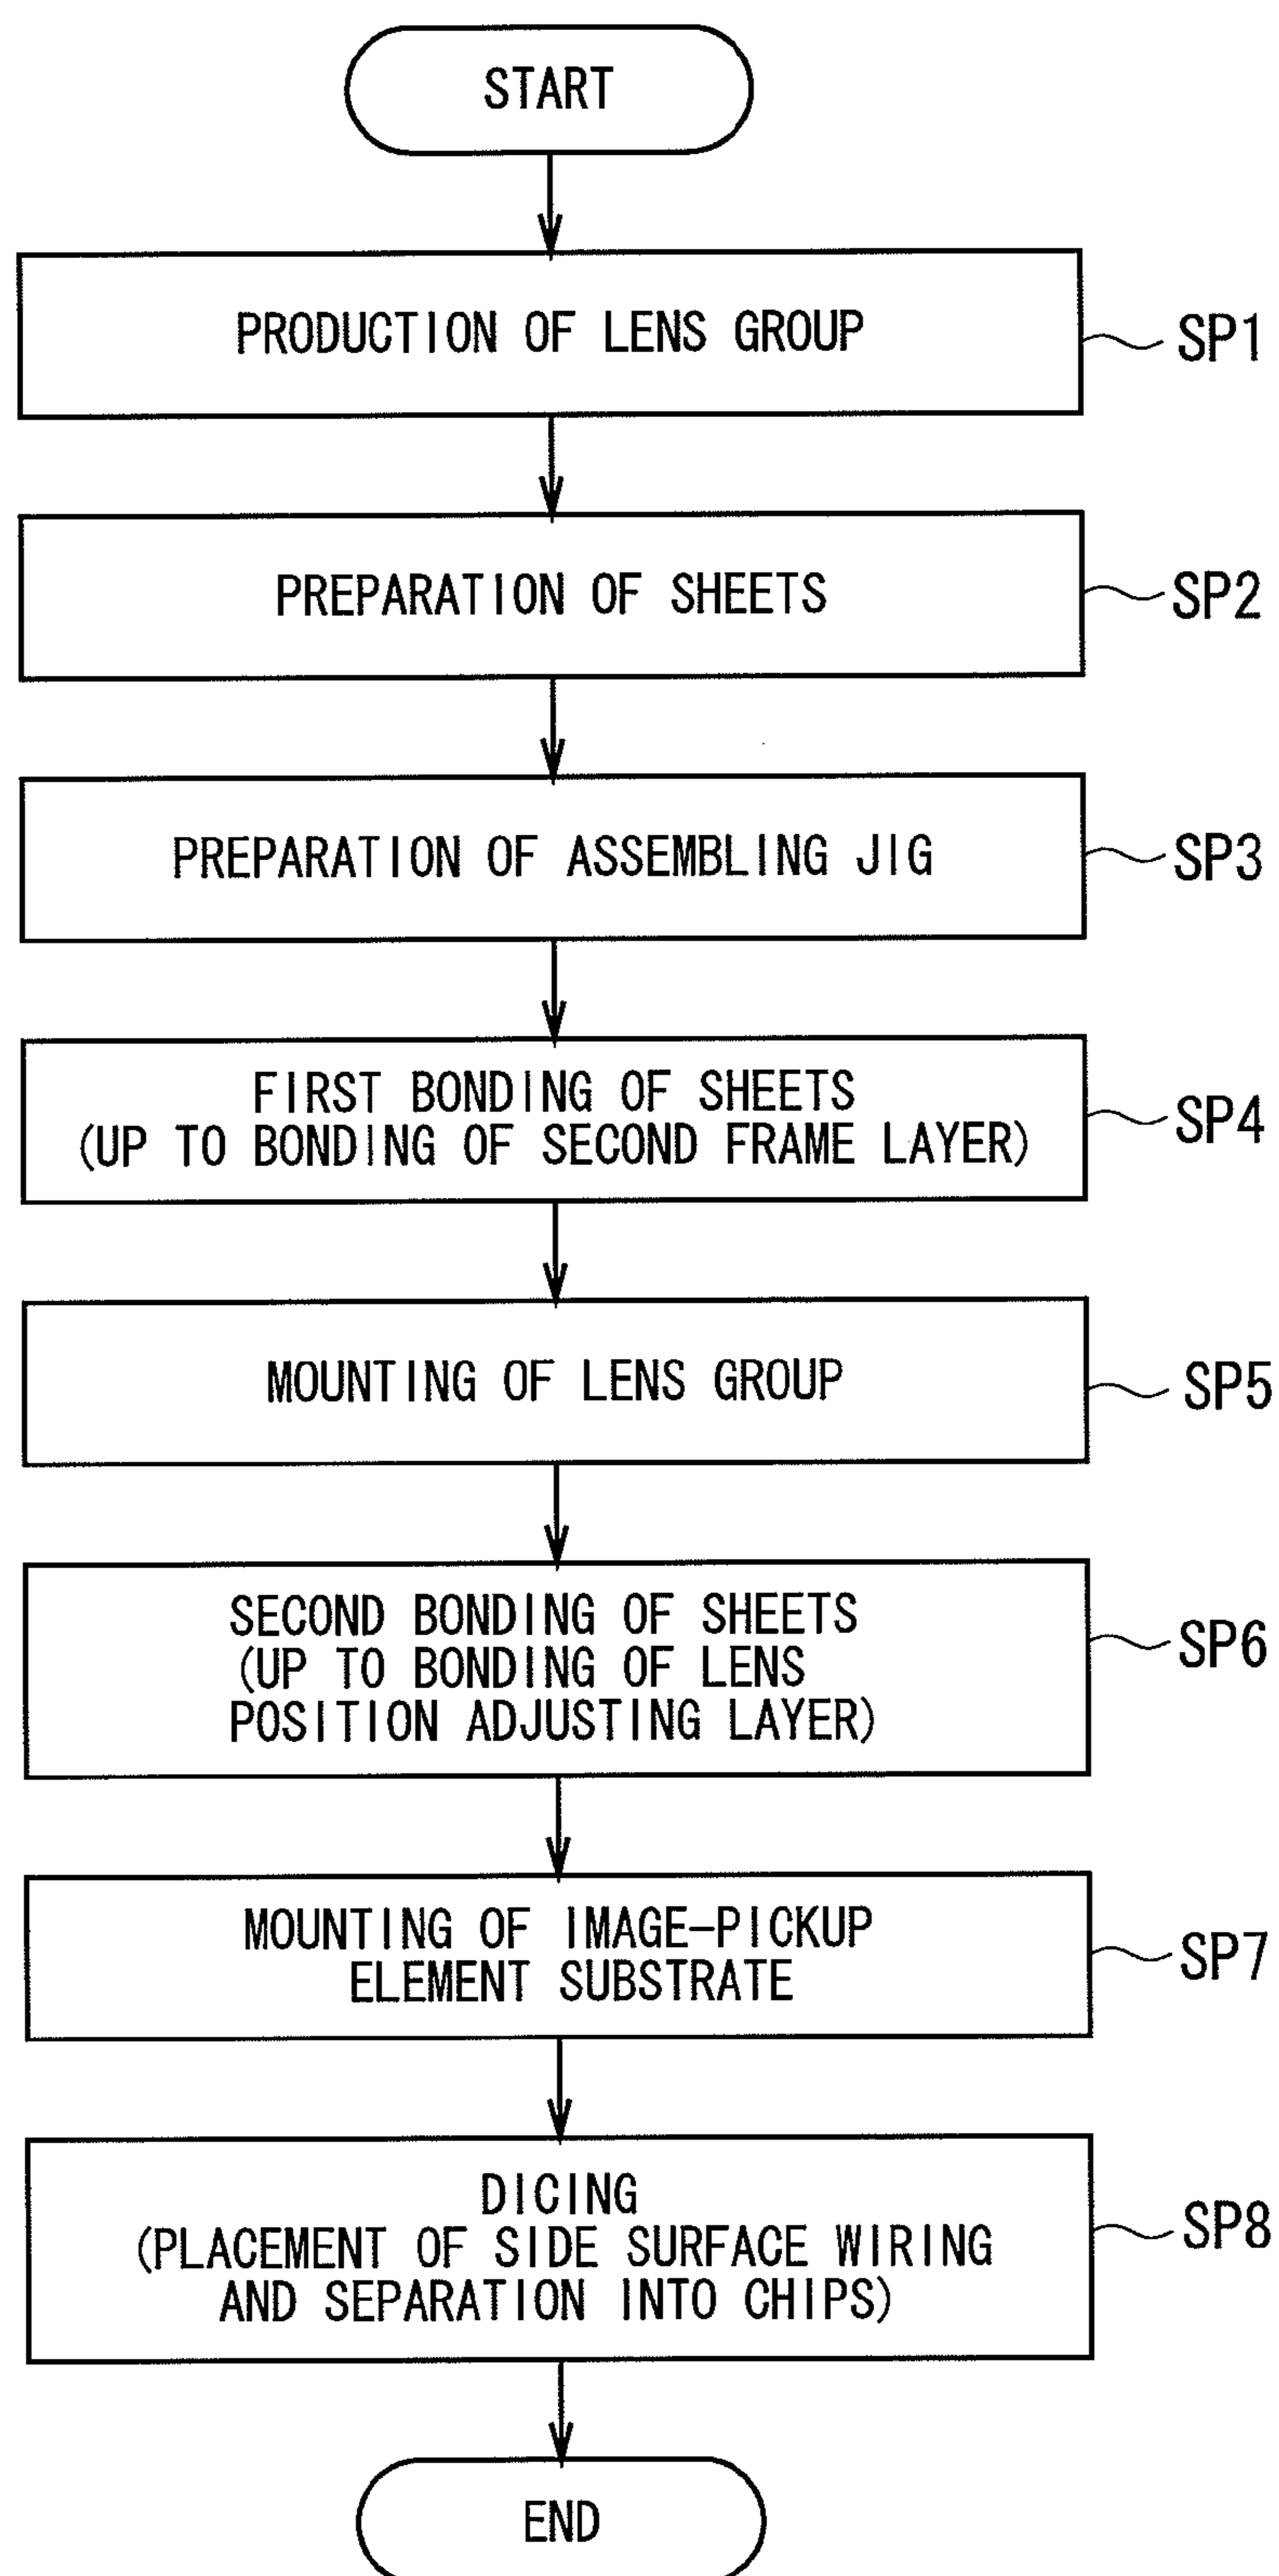 START
PRODUCTION OF LENS GROUP
SP1
PREPARATION OF SHEETS
SP2
PREPARATION OF ASSEMBLING JIG
SP3
FIRST BONDING OF SHEETS
(UP TO BONDING OF SECOND FRAME LAYER)
SP4
MOUNTING OF LENS GROUP
SP5
SECOND BONDING OF SHEETS
(UP TO BONDING OF LENS
POSITION ADJUSTING LAYER)
SP6
MOUNTING OF IMAGE-PICKUP
ELEMENT SUBSTRATE
SP7
DICING
(PLACEMENT OF SIDE SURFACE WIRING
AND SEPARATION INTO CHIPS)
SP8
END